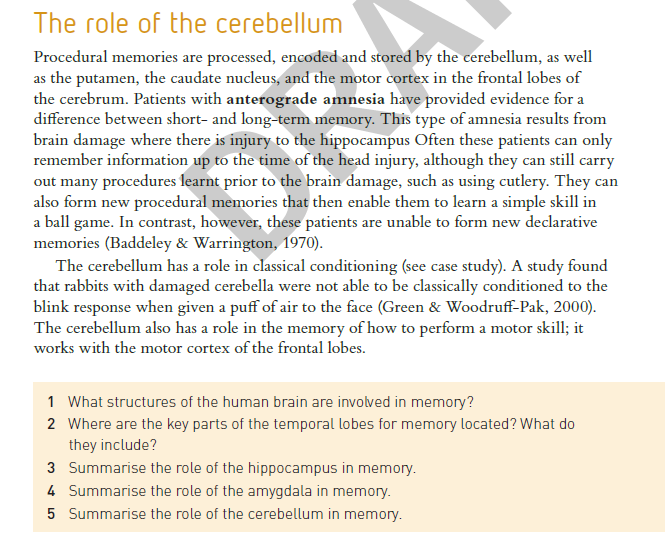 The role of the cerebellum
Procedural memories are processed, encoded and stored by the cerebellum, as well
as the putamen, the caudate nucleus, and the motor cortex in the frontal lobes of
the cerebrum. Patients with anterograde amnesia have provided evidence for a
difference between short- and long-term memory. This type of amnesia results from
brain damage where there is injury to the hippocampus Often these patients can only
remember information up to the time of the head injury, although they can still carry
out many procedures learnt prior to the brain damage, such as using cutlery. They can
also form new procedural memories that then enable them to learn a simple skill in
a ball game. In contrast, however, these patients are unable to form new declarative
memories (Baddeley & Warrington, 1970).
The cerebellum has a role in classical conditioning (see case study). A study found
that rabbits with damaged cerebella were not able to be classically conditioned to the
blink response when given a puff of air to the face (Green & Woodruff-Pak, 2000).
The cerebellum also has a role in the memory of how to perform a motor skill; it
works with the motor cortex of the frontal lobes.
1 What structures of the human brain are involved in memory?
2 Where are the key parts of the temporal lobes for memory located? What do
they include?
3 Summarise the role of the hippocampus in memory.
4 Summarise the role of the amygdala in memory.
5 Summarise the role of the cerebellum in memory.
DRA